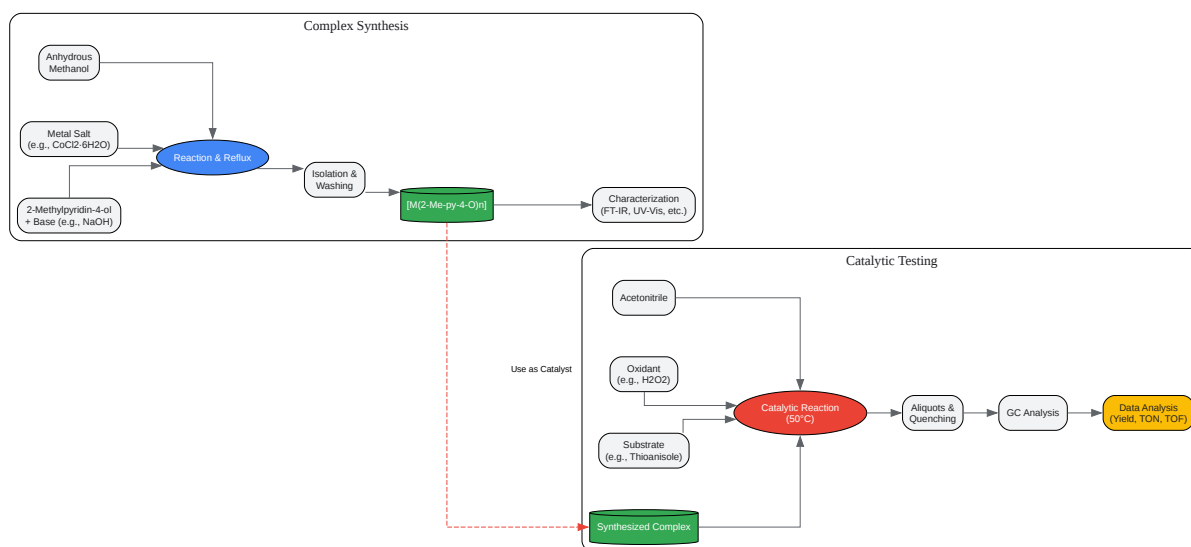 Complex Synthesis
Anhydrous
Methanol
Metal Salt
(e.g., CoCl2·6H2O)
Reaction & Reflux
2-Methylpyridin-4-ol
+ Base (e.g., NaOH)
Isolation &
Washing
[M(2-Me-py-4-O)n]
Characterization
(FT-IR, UV-Vis, etc.)
Use as Catalyst
Catalytic Testing
Acetonitrile
Oxidant
(e.g., H2O2)
Substrate
(e.g., Thioanisole)
Synthesized Complex
Catalytic Reaction
(50°C)
Aliquots &
Quenching
GC Analysis
Data Analysis
(Yield, TON, TOF)